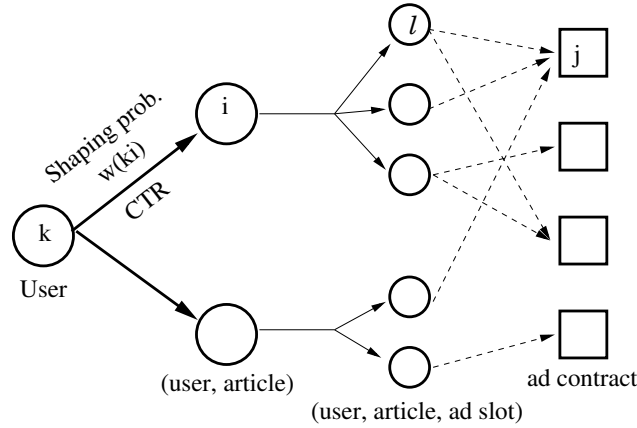 l
j
i
Shaping prob.
w(ki)
CTR
k
User
(user, article)
(user, article, ad slot)
ad contract